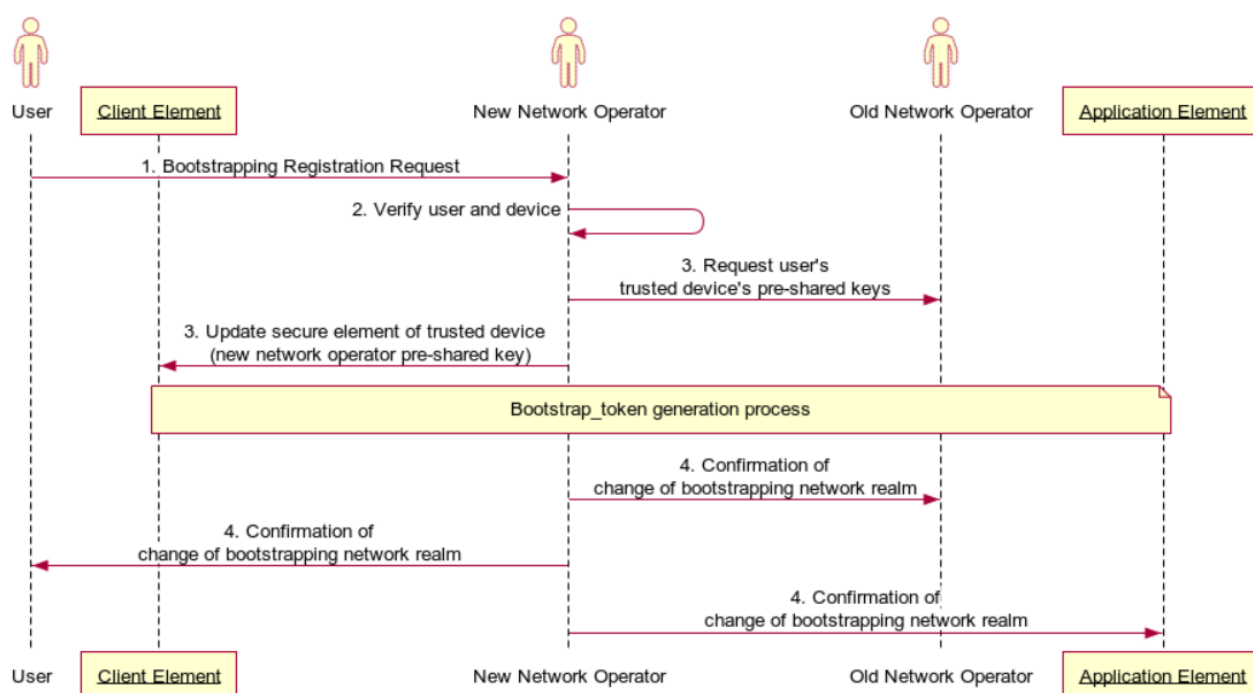 User
Client Element
New Network Operator
Old Network Operator
Application Element
1. Bootstrapping Registration Request
2. Verify user and device
3. Request user's
trusted device's pre-shared keys
3. Update secure element of trusted device
(new network operator pre-shared key)
Bootstrap_token generation process
4. Confirmation of
change of bootstrapping network realm
4. Confirmation of
change of bootstrapping network realm
4. Confirmation of
change of bootstrapping network realm
User
Client Element
New Network Operator
Old Network Operator
Application Element